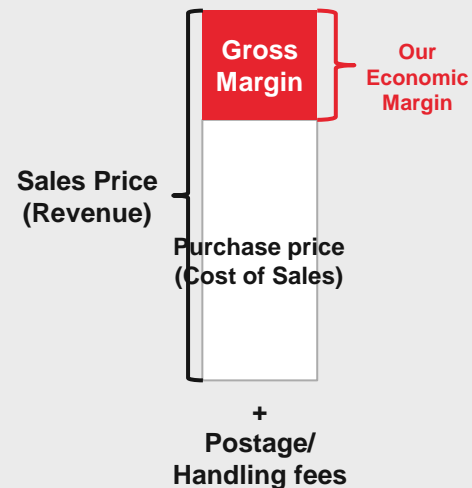 Gross
Margin
Our
Economic
Margin
Sales Price
(Revenue)
Purchase price
(Cost of Sales)
+
Postage/
Handling fees